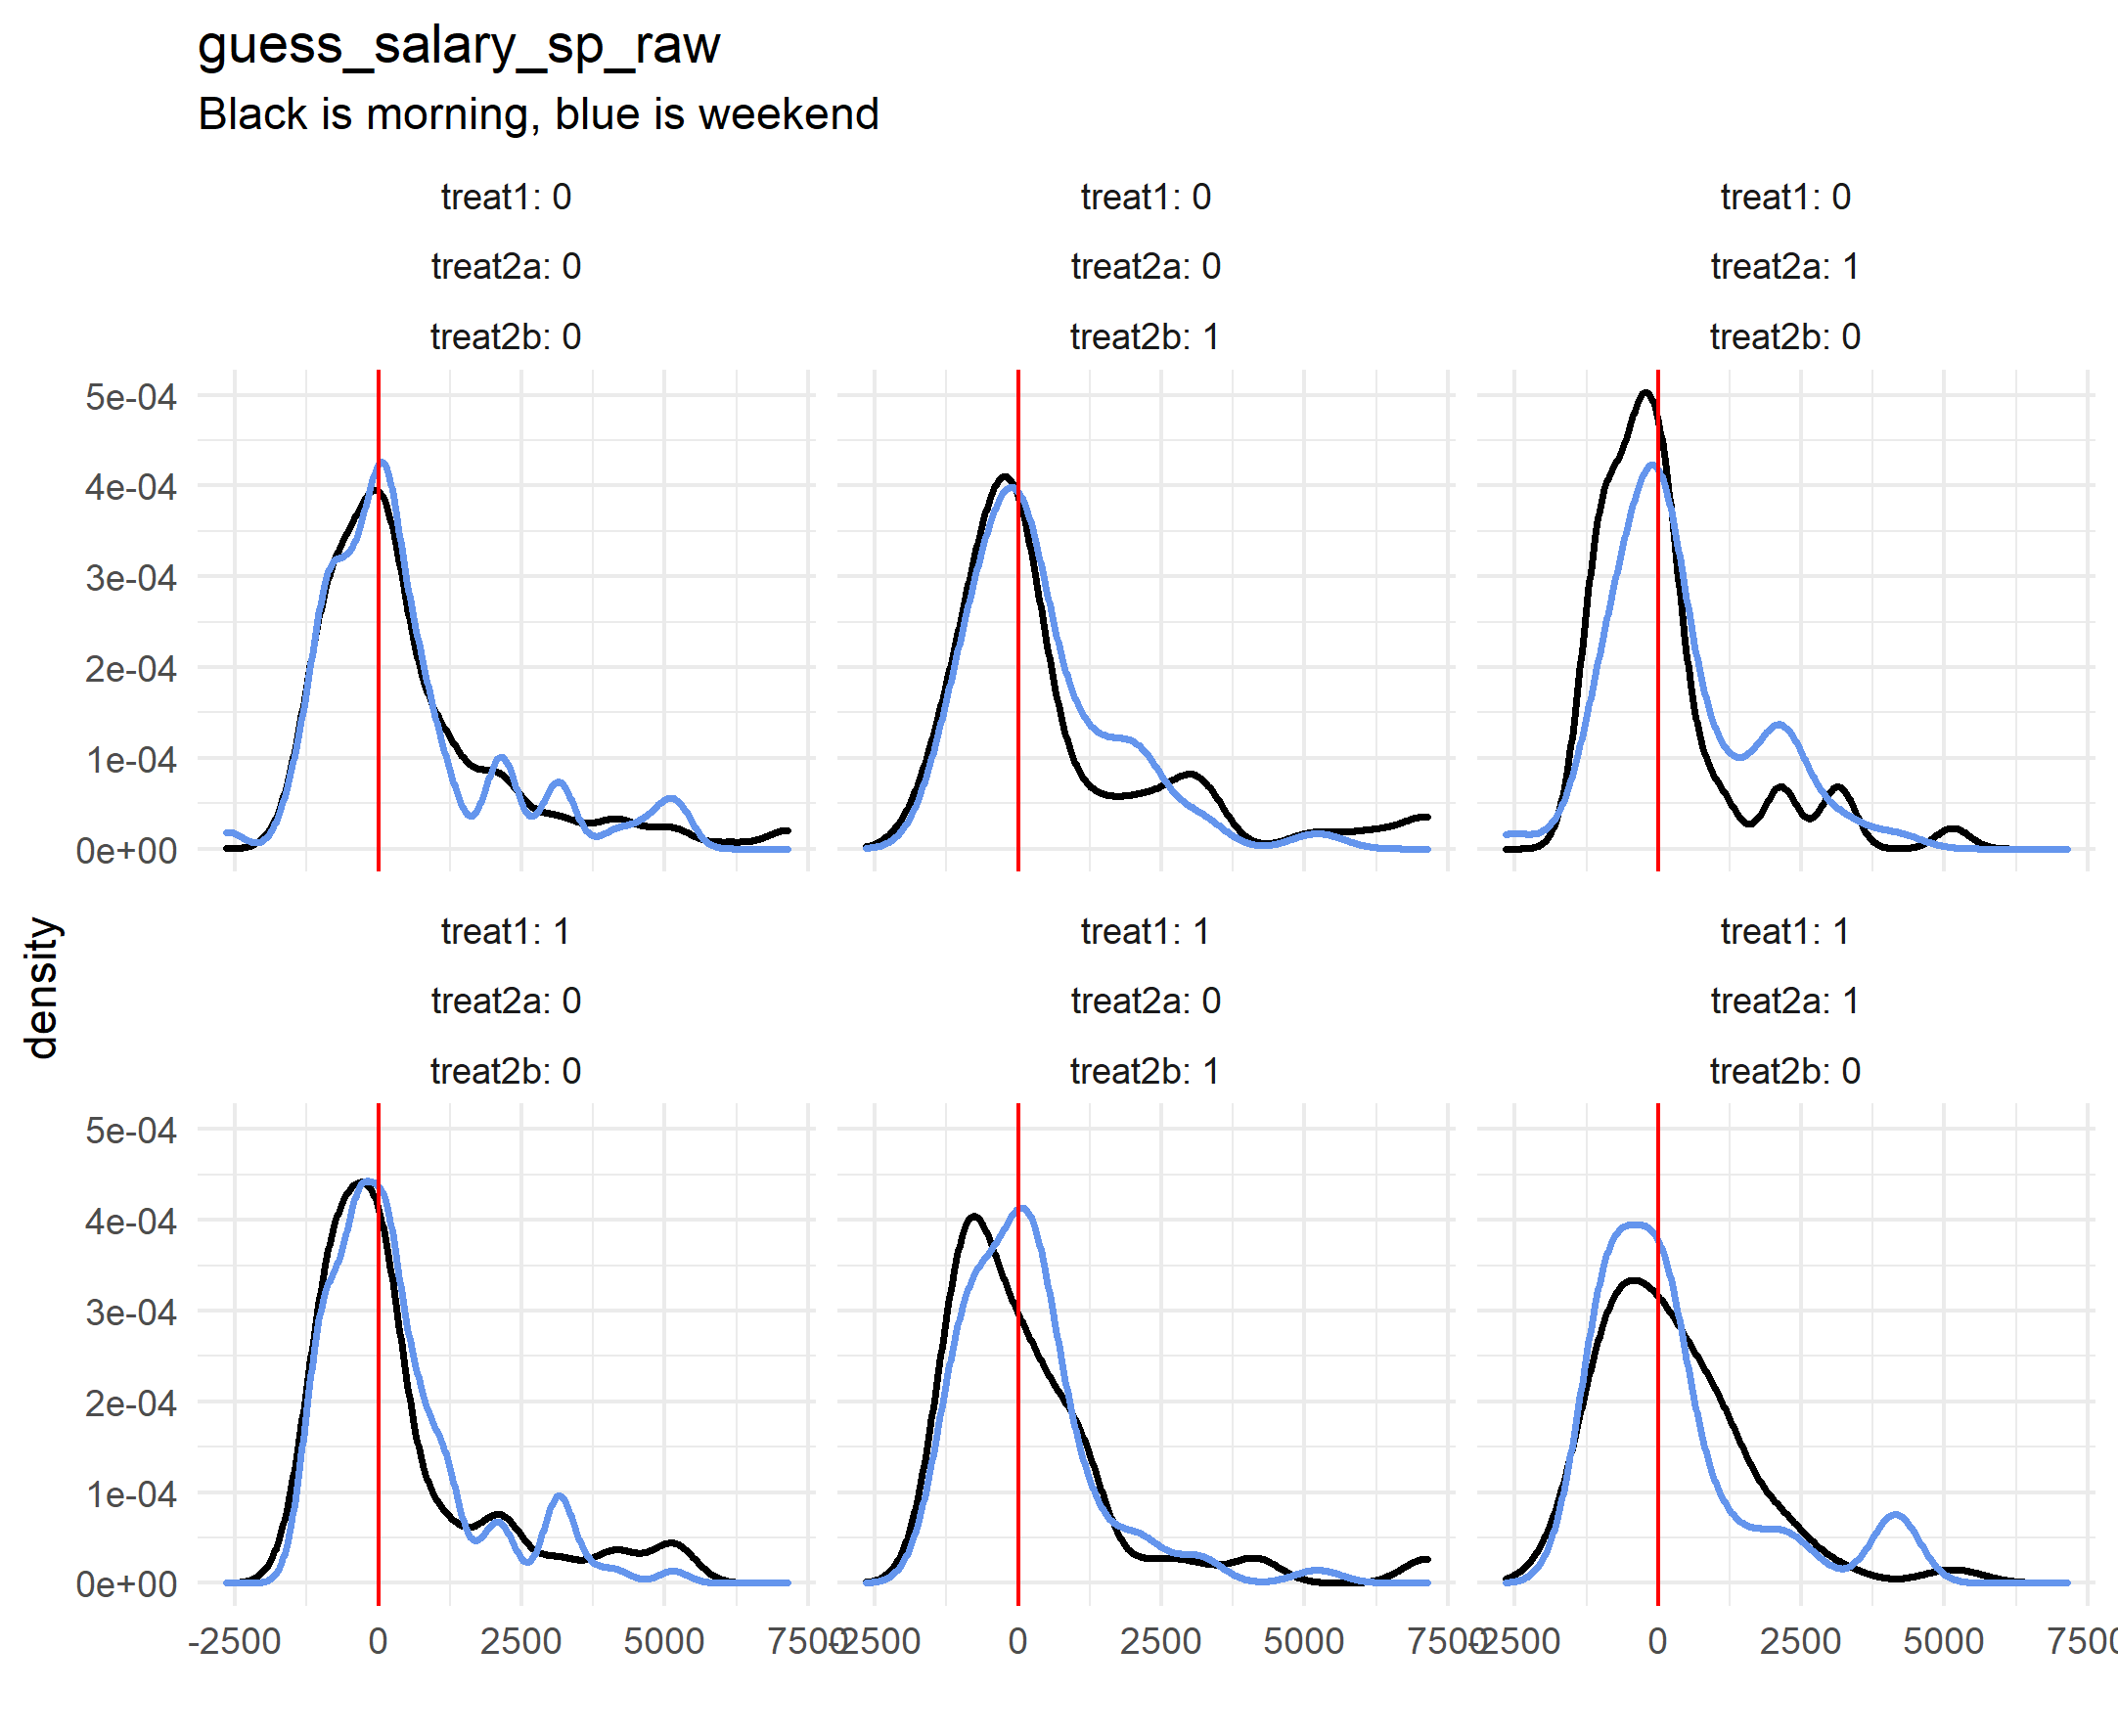 guess_salary_sp_raw
Black is morning, blue is weekend
treat1: 0 treat1: 0 treat1: 0
treat2a: 0 treat2a: 0 treat2a: 1
treat2b: 0 treat2b: 1 treat2b: 0
5e-04
4e-04
3e-04
2e-04
1e-04
0e+00
density
treat1: 1 treat1: 1 treat1: 1
treat2a: 0 treat2a: 0 treat2a: 1
treat2b: 0 treat2b: 1 treat2b: 0
5e-04
4e-04
3e-04
2e-04
1e-04
0e+00
-2500 0 2500 5000 7500 -2500 0 2500 5000 7500 -2500 0 2500 5000 7500